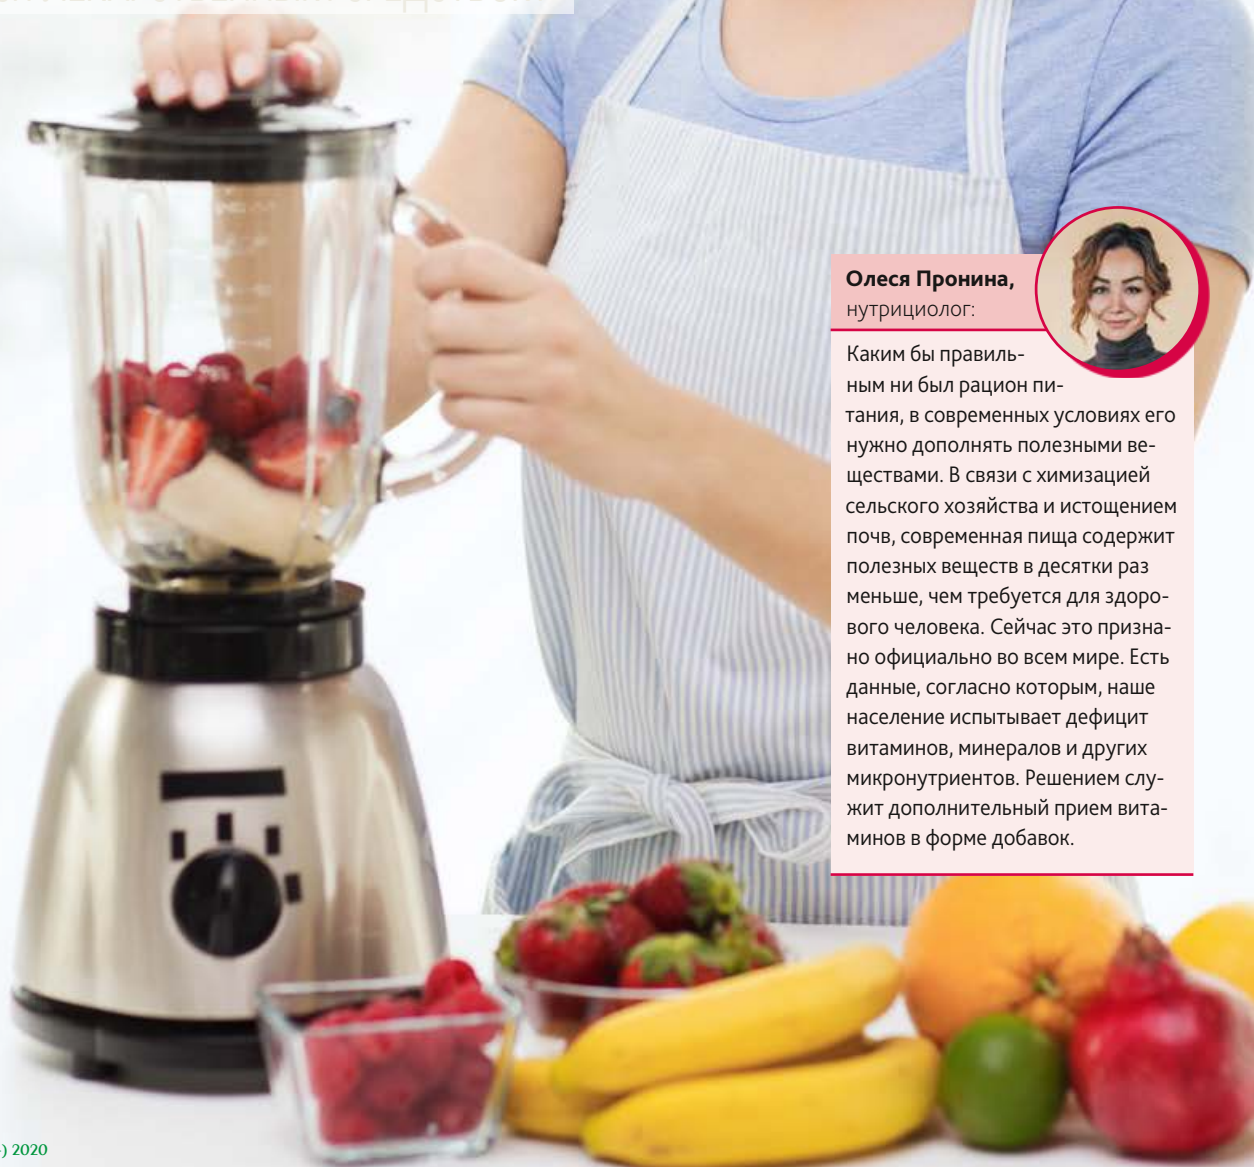 Олеся Пронина,
нутрициолог:
Каким бы правиль-
ным ни был рацион пи-
тания, в современных условиях его
нужно дополнять полезными ве-
ществами. В связи с химизацией
сельского хозяйства и истощением
почв, современная пища содержит
полезных веществ в десятки раз
меньше, чем требуется для здоро-
вого человека. Сейчас это призна-
но официально во всем мире. Есть
данные, согласно которым, наше
население испытывает дефицит
витаминов, минералов и других
микронутриентов. Решением слу-
жит дополнительный прием вита-
минов в форме добавок.
) 2020